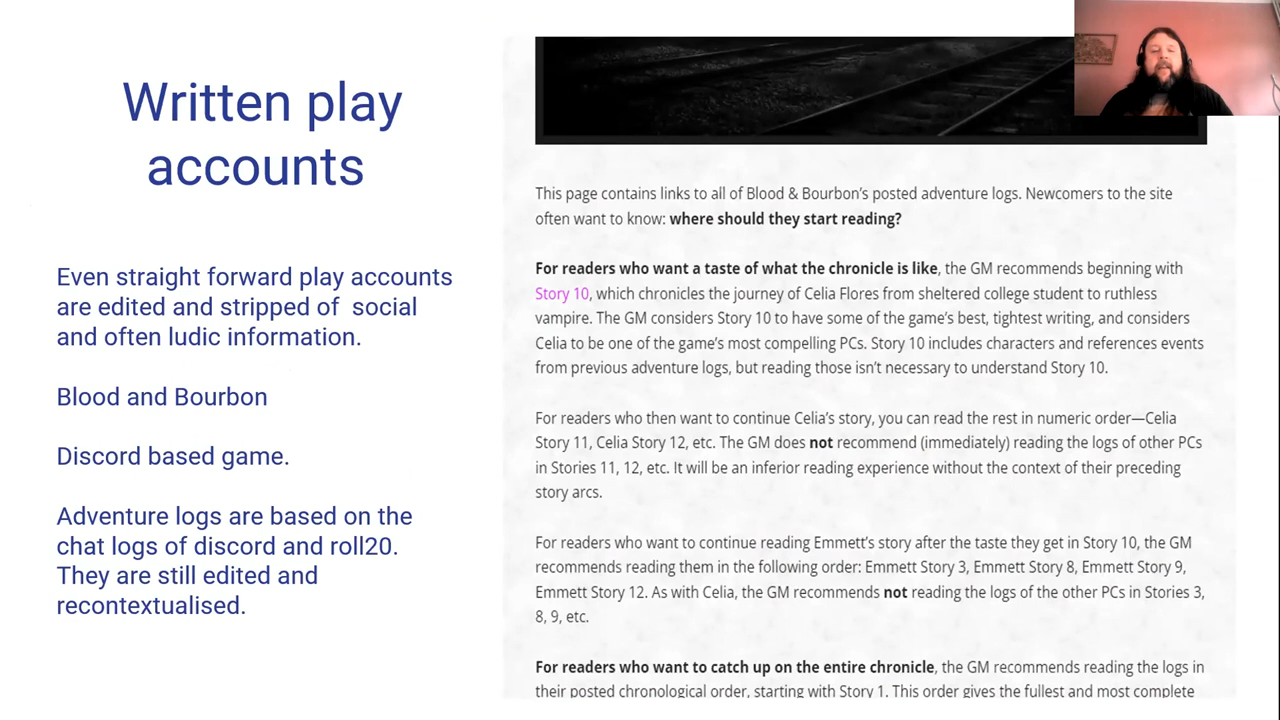 Written play
accounts
Even straight forward play accounts
are edited and stripped of social
and often ludic information.
Blood and Bourbon
Discord based game.
Adventure logs are based on the
chat logs of discord and roll20.
They are still edited and
recontextualised.
This page contains links to all of Blood & Bourbon's posted adventure logs. Newcomers to the site
often want to know: where should they start reading?
For readers who want a taste of what the chronicle is like, the GM recommends beginning with
Story 10, which chronicles the journey of Celia Flores from sheltered college student to ruthless
vampire. The GM considers Story 10 to have some of the game's best, tightest writing, and considers
Celia to be one of the game's most compelling PCs. Story 10 includes characters and references events
from previous adventure logs, but reading those isn't necessary to understand Story 10.
For readers who then want to continue Celia's story, you can read the rest in numeric order—Celia
Story 11, Celia Story 12, etc. The GM does not recommend (immediately) reading the logs of other PCs
in Stories 11, 12, etc. It will be an inferior reading experience without the context of their preceding
story arcs.
For readers who want to continue reading Emmett's story after the taste they get in Story 10, the GM
recommends reading them in the following order: Emmett Story 3, Emmett Story 8, Emmett Story 9,
Emmett Story 12. As with Celia, the GM recommends not reading the logs of the other PCs in Stories 3,
8, 9, etc.
For readers who want to catch up on the entire chronicle, the GM recommends reading the logs in
their posted chronological order, starting with Story 1. This order gives the fullest and most complete